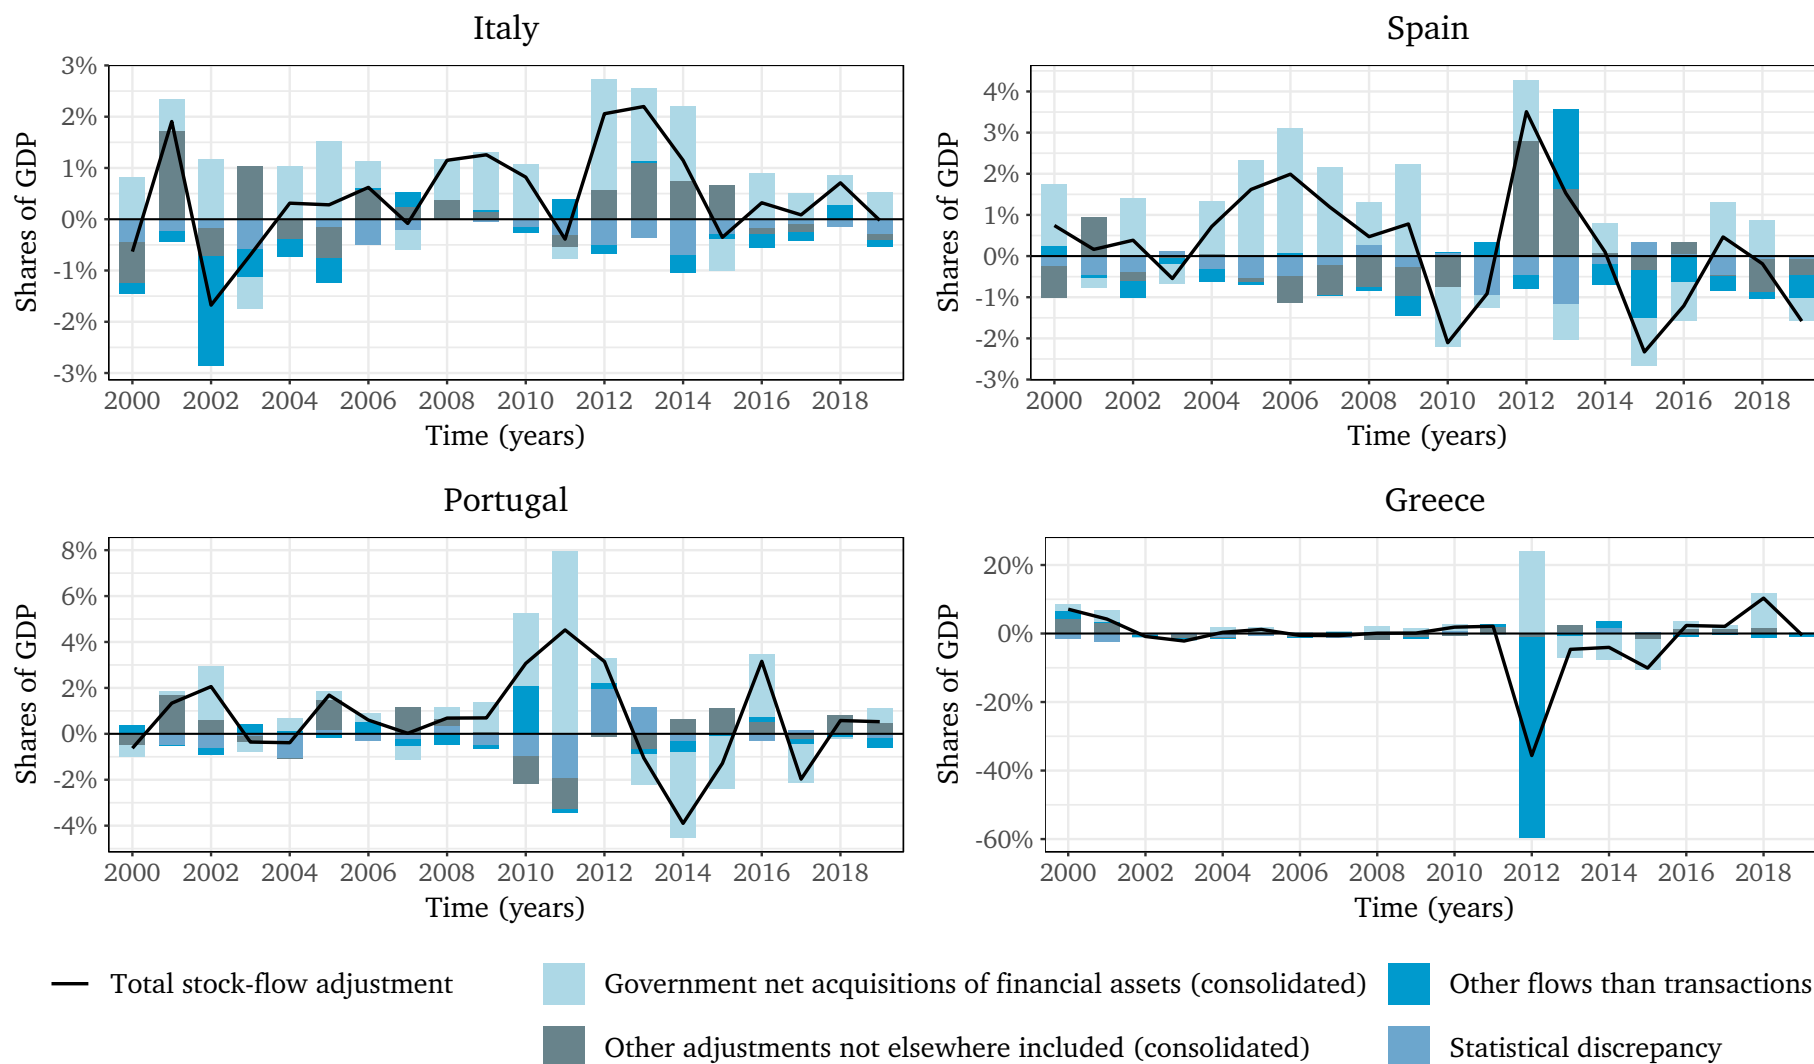 Italy
3%
2%
1%
0%
-1%
-2%
-3%
Shares of GDP
2000 2002 2004 2006 2008 2010 2012 2014 2016 2018
Time (years)
Spain
4%
3%
2%
1%
0%
-1%
-2%
-3%
Shares of GDP
2000 2002 2004 2006 2008 2010 2012 2014 2016 2018
Time (years)
Portugal
8%
6%
4%
2%
0%
-2%
-4%
Shares of GDP
2000 2002 2004 2006 2008 2010 2012 2014 2016 2018
Time (years)
Greece
20%
0%
-20%
-40%
-60%
Shares of GDP
2000 2002 2004 2006 2008 2010 2012 2014 2016 2018
Time (years)
Total stock-flow adjustment
Government net acquisitions of financial assets (consolidated)
Other flows than transactions
Other adjustments not elsewhere included (consolidated)
Statistical discrepancy